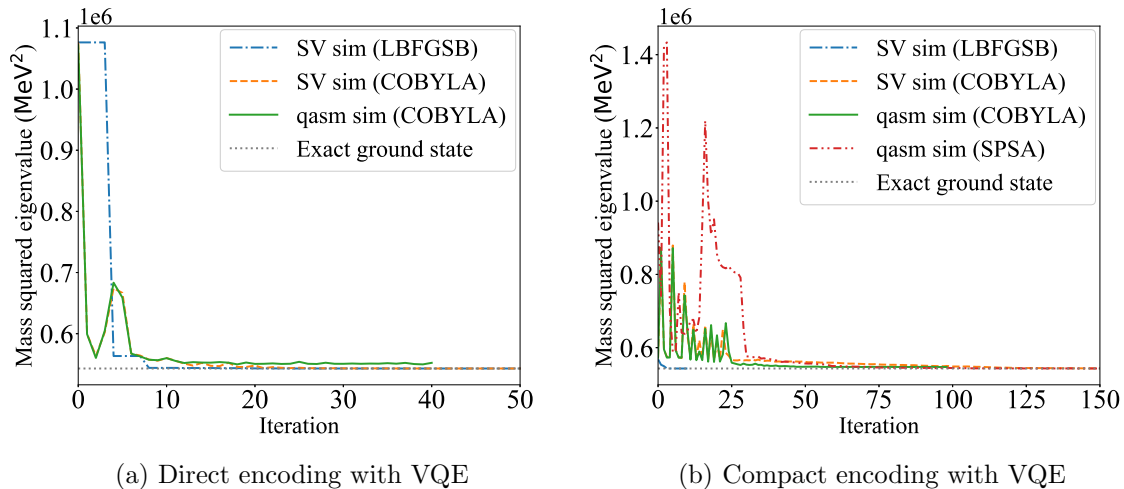 1e6
Mass squared eigenvalue (MeV²)
1.1
1.0
0.9
0.8
0.7
0.6
SV sim (LBFGSB)
SV sim (COBYLA)
qasm sim (COBYLA)
Exact ground state
0 10 20 30 40 50
Iteration
(a) Direct encoding with VQE
1e6
Mass squared eigenvalue (MeV²)
1.4
1.2
1.0
0.8
0.6
SV sim (LBFGSB)
SV sim (COBYLA)
qasm sim (COBYLA)
qasm sim (SPSA)
Exact ground state
0 25 50 75 100 125 150
Iteration
(b) Compact encoding with VQE